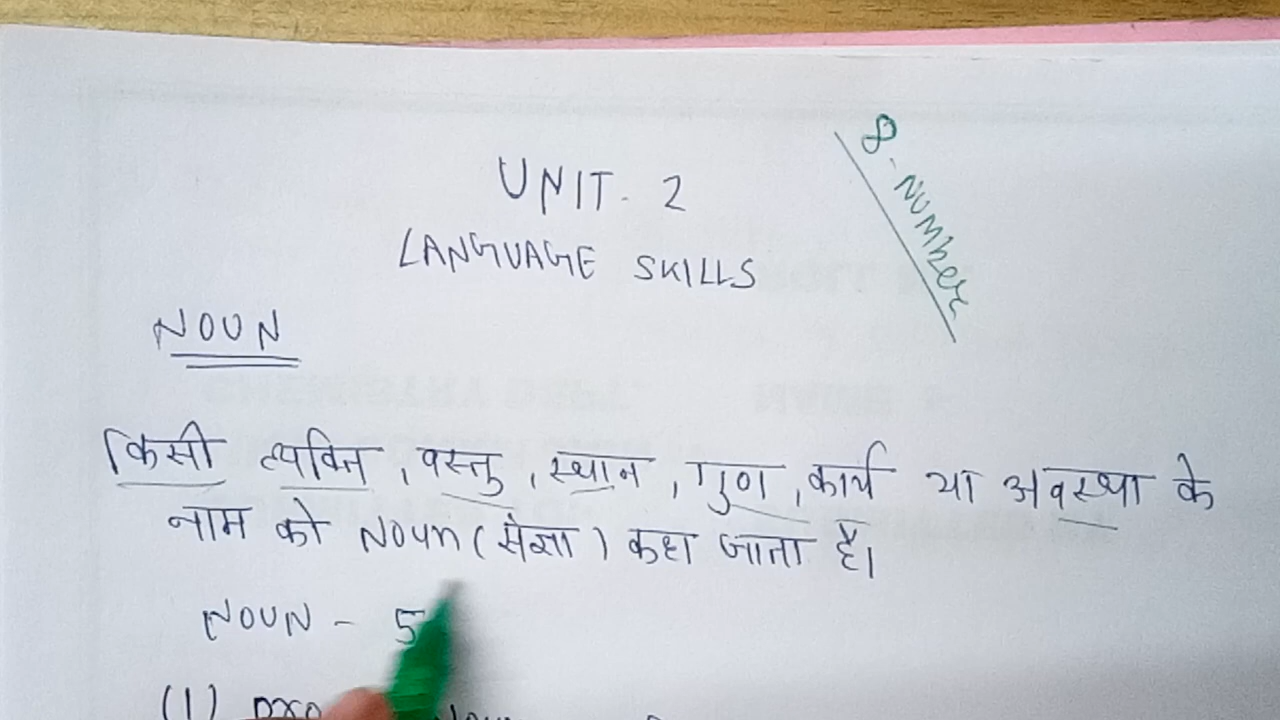 UNIT. 2
8. NUMber
LANGUAGE SKILLS
NOUN
किसी व्यक्ति, वस्तु, स्थान, गुण, कार्य या अवस्था के
नाम को Noun (संज्ञा) कहा जाता है।
NOUN - 5
(1)